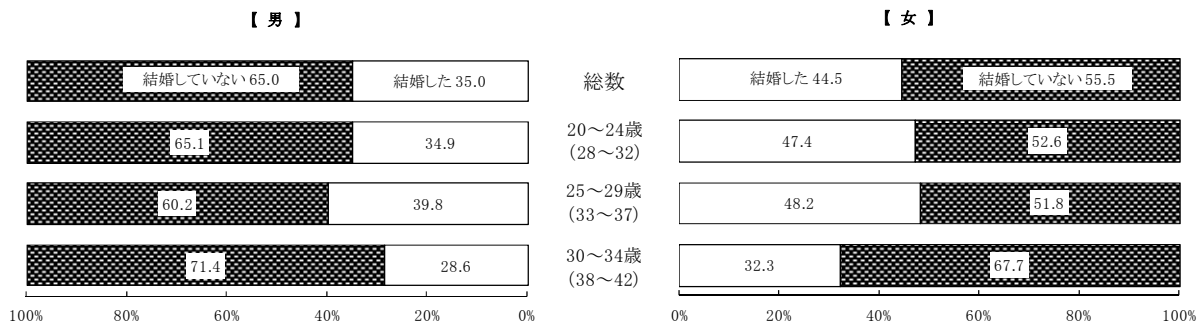 【 男 】
【 女 】
結婚していない 65.0
結婚した 35.0
総数
結婚した 44.5
結婚していない 55.5
65.1
34.9
20～24歳
(28～32)
47.4
52.6
60.2
39.8
25～29歳
(33～37)
48.2
51.8
71.4
28.6
30～34歳
(38～42)
32.3
67.7
100% 80% 60% 40% 20% 0%
0% 20% 40% 60% 80% 100%